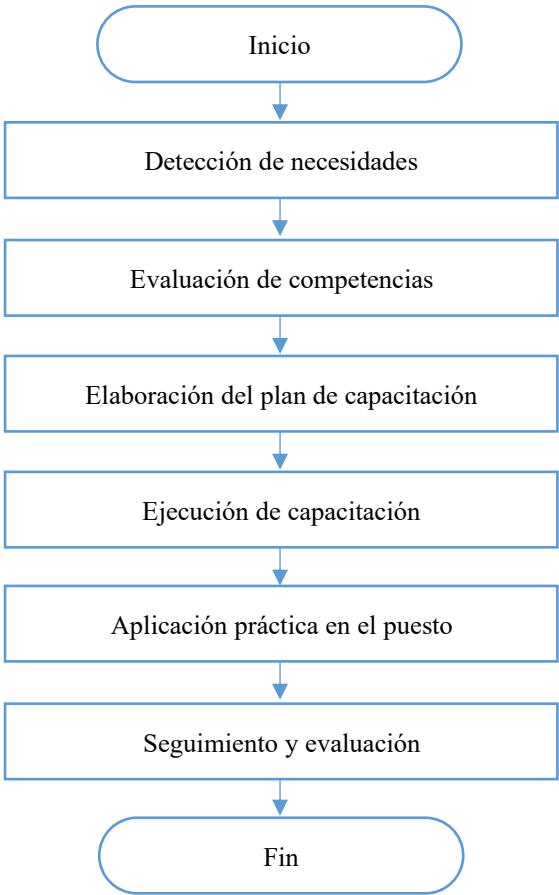 Inicio
Detección de necesidades
Evaluación de competencias
Elaboración del plan de capacitación
Ejecución de capacitación
Aplicación práctica en el puesto
Seguimiento y evaluación
Fin